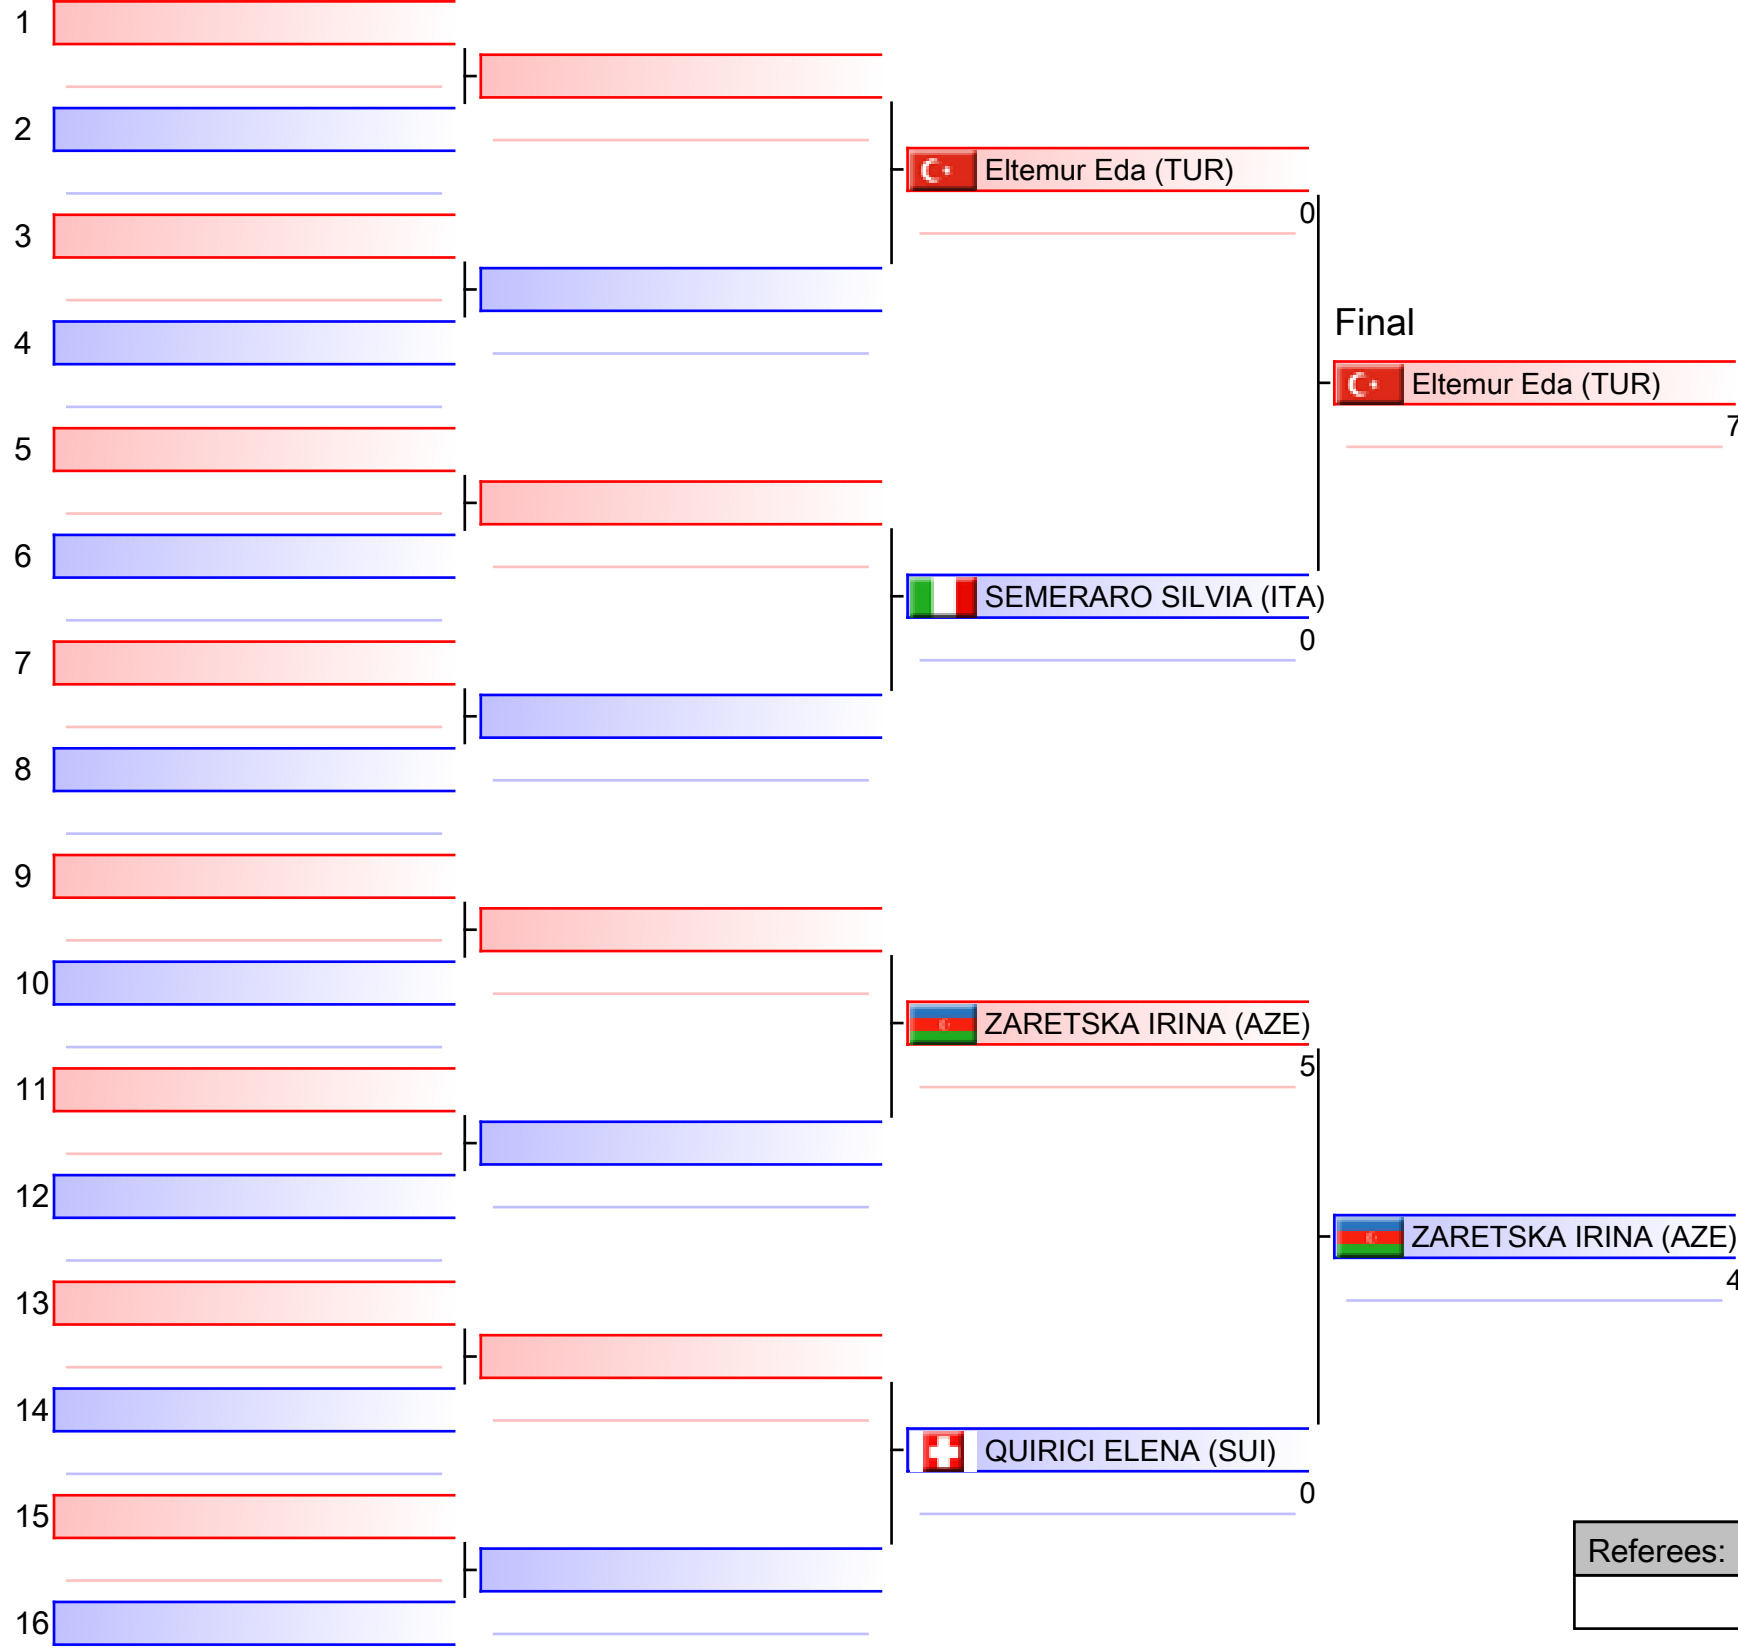 1
2
Eltemur Eda (TUR)
0
3
Final
4
Eltemur Eda (TUR)
7
5
6
SEMERARO SILVIA (ITA)
0
7
8
9
10
ZARETSKA IRINA (AZE)
5
11
12
ZARETSKA IRINA (AZE)
4
13
14
QUIRICI ELENA (SUI)
0
15
Referees:
16